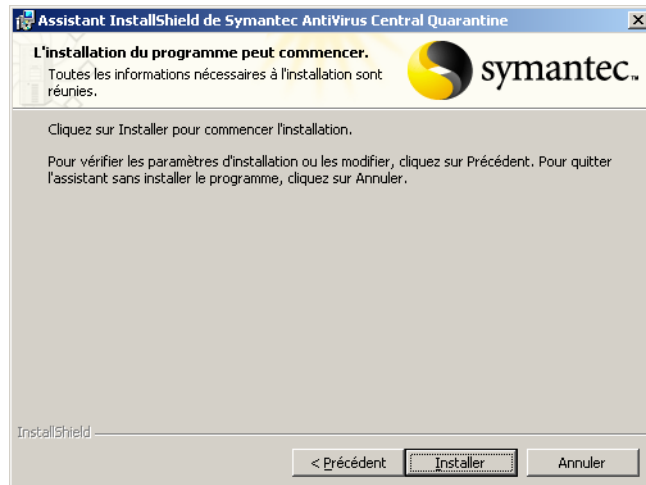 Assistant InstallShield de Symantec AntiVirus Central Quarantine
L'installation du programme peut commencer.
Toutes les informations nécessaires à l'installation sont
réunies.
symantec.
Cliquez sur Installer pour commencer l'installation.
Pour vérifier les paramètres d'installation ou les modifier, cliquez sur Précédent. Pour quitter
l'assistant sans installer le programme, cliquez sur Annuler.
InstallShield
< Précédent
Installer
Annuler